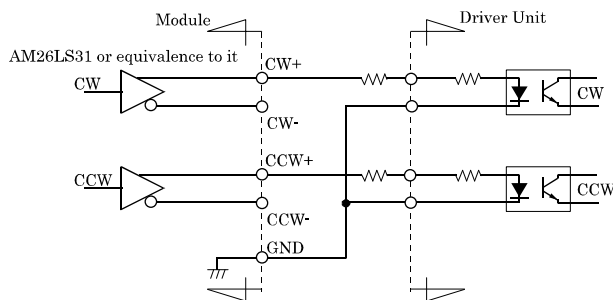 Module
Driver Unit
AM26LS31 or equivalence to it
CW+
CW
CW
CW-
CCW+
CCW
CCW
CCW-
GND